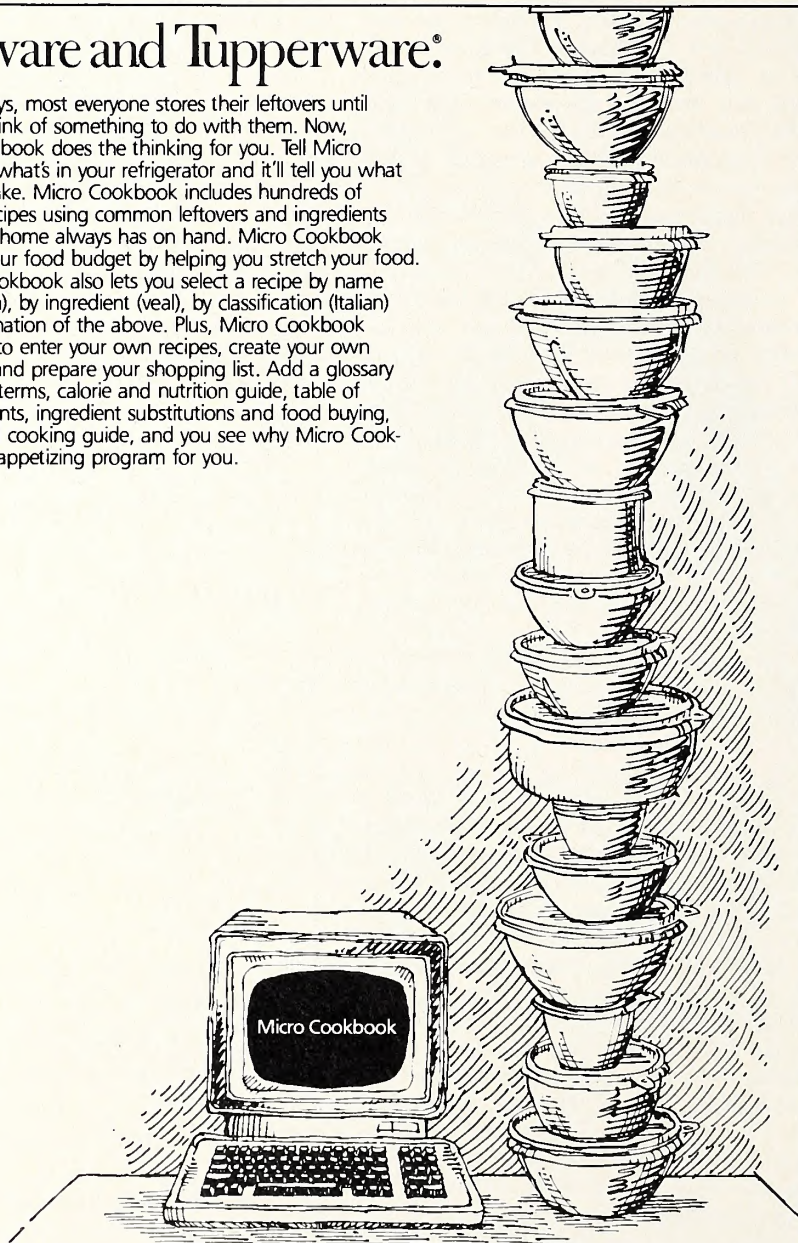 ware and Tupperware.®
ys, most everyone stores their leftovers until
ink of something to do with them. Now,
book does the thinking for you. Tell Micro
what's in your refrigerator and it'll tell you what
ke. Micro Cookbook includes hundreds of
cipes using common leftovers and ingredients
home always has on hand. Micro Cookbook
ur food budget by helping you stretch your food.
okbook also lets you select a recipe by name
), by ingredient (veal), by classification (Italian)
nation of the above. Plus, Micro Cookbook
to enter your own recipes, create your own
and prepare your shopping list. Add a glossary
terms, calorie and nutrition guide, table of
nts, ingredient substitutions and food buying,
cooking guide, and you see why Micro Cook-
appetizing program for you.
Micro Cookbook